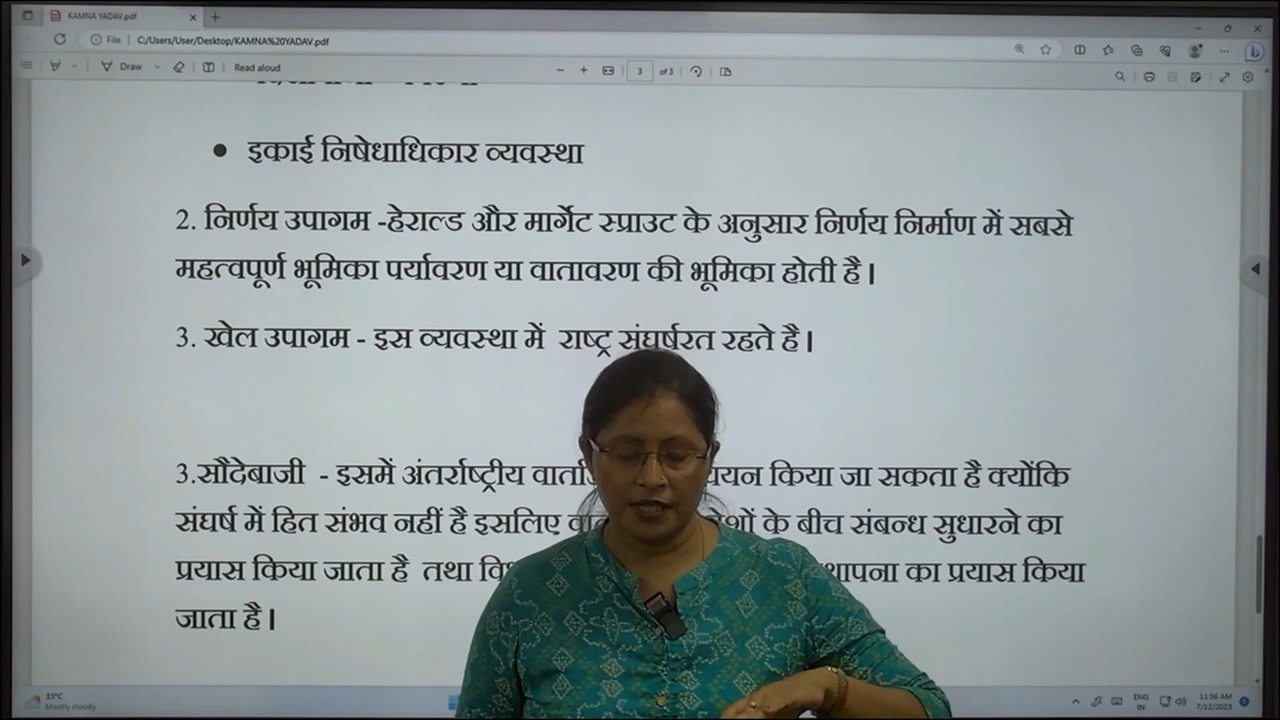 KAMNA YADAV.pdf
File C:/Users/User/Desktop/KAMNA%20YADAV.pdf
Draw Read aloud 3 of 3
• इकाई निषेधाधिकार व्यवस्था
2. निर्णय उपागम -हेराल्ड और मार्गेट स्प्राउट के अनुसार निर्णय निर्माण में सबसे
महत्वपूर्ण भूमिका पर्यावरण या वातावरण की भूमिका होती है।
3. खेल उपागम - इस व्यवस्था में राष्ट्र संघर्षरत रहते है।
3.सौदेबाजी - इसमें अंतर्राष्ट्रीय किया जा सकता है क्योंकि
संघर्ष में हित संभव नहीं है इसलिए के बीच संबन्ध सुधारने का
प्रयास किया जाता है तथा का प्रयास किया
जाता है।
33°C
Mostly cloudy
ENG
IN
11:56 AM
7/12/2023